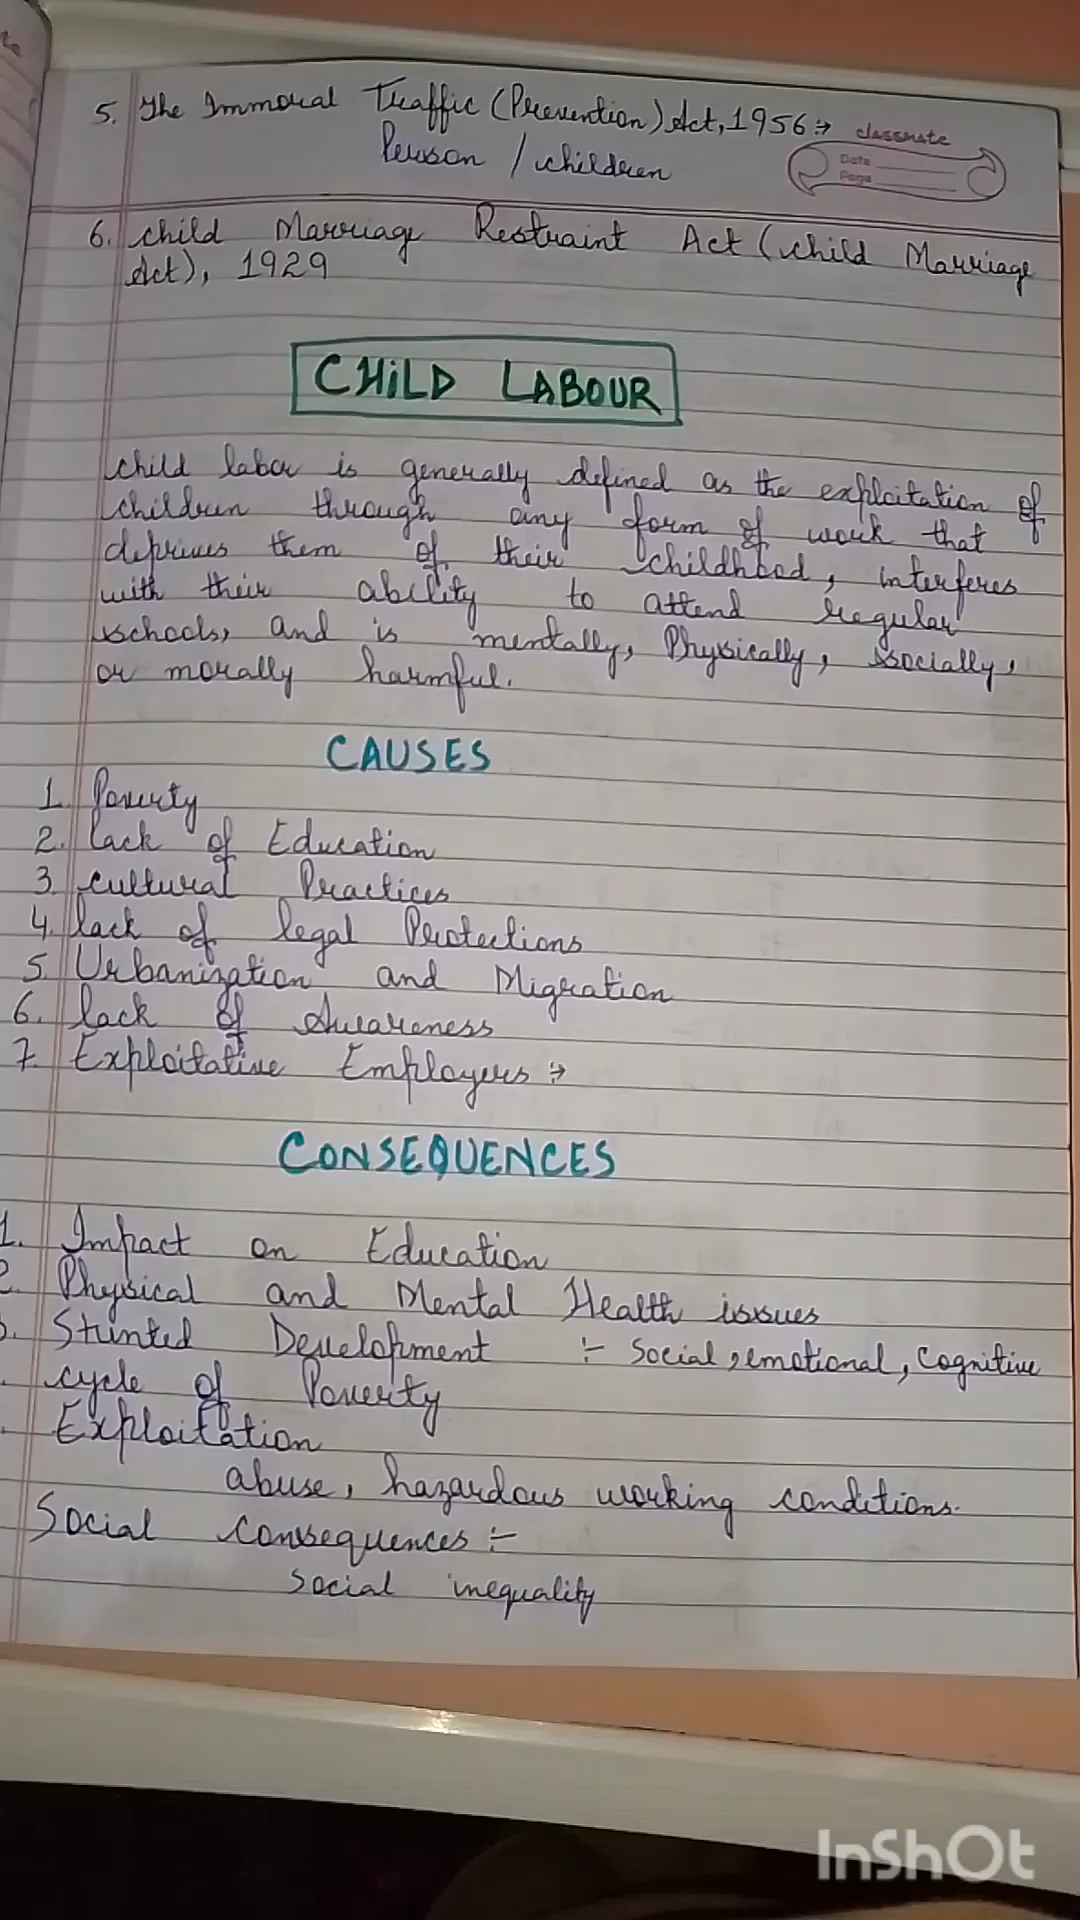 5. The Immoral Traffic (Prevention) Act, 1956 :→
Person / children
classmate
Date
Page
6. child Marriage Restraint Act (child Marriage
Act), 1929
CHILD LABOUR
child labor is generally defined as the exploitation of
children through any form of work that
deprives them of their childhood, interferes
with their ability to attend regular
schools, and is mentally, Physically, socially,
or morally harmful.
CAUSES
1. Poverty
2. lack of Education
3. cultural Practices
4. lack of legal Protections
5. Urbanization and Migration
6. lack of Awareness
7. Exploitative Employers :→
CONSEQUENCES
1. Impact on Education
2. Physical and Mental Health issues
3. Stunted Development :- Social, emotional, Cognitive
. cycle of Poverty
. Exploitation
abuse, hazardous working conditions.
Social consequences :-
social inequality
InShOt